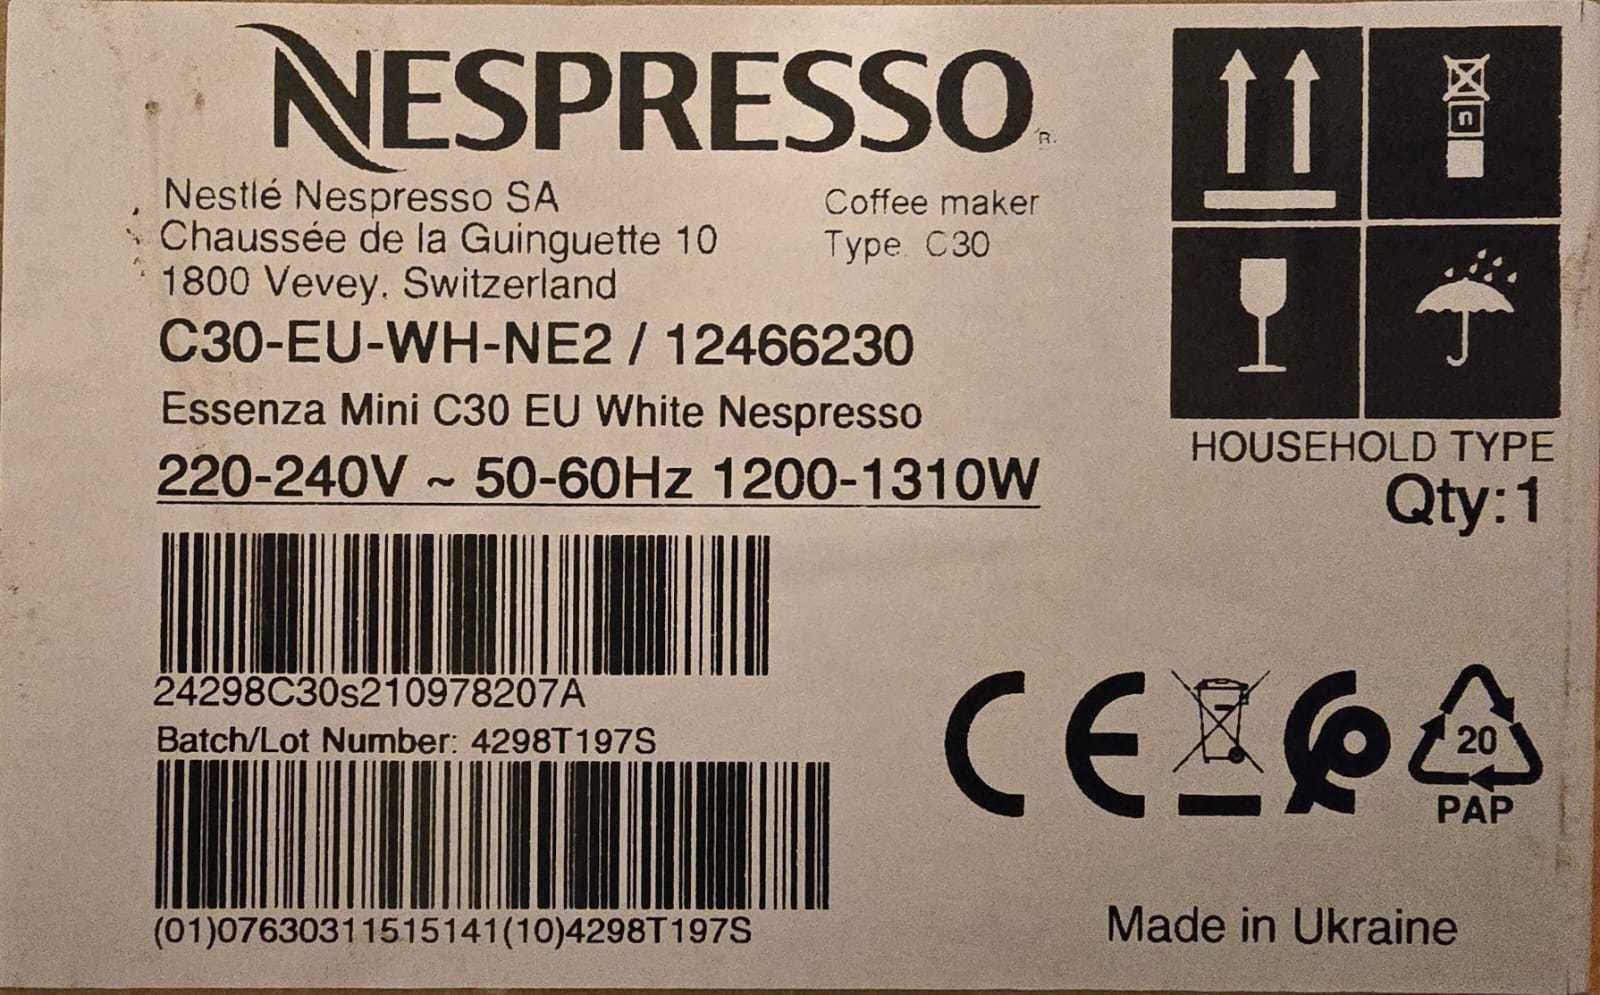 NESPRESSO
R.
Nestlé Nespresso SA
Chaussée de la Guinguette 10
1800 Vevey, Switzerland
Coffee maker
Type C30
C30-EU-WH-NE2 / 12466230
Essenza Mini C30 EU White Nespresso
220-240V ~ 50-60Hz 1200-1310W
n
HOUSEHOLD TYPE
Qty:1
24298C30s210978207A
Batch/Lot Number: 4298T197S
(01)07630311515141(10)4298T197S
CE
20
PAP
Made in Ukraine